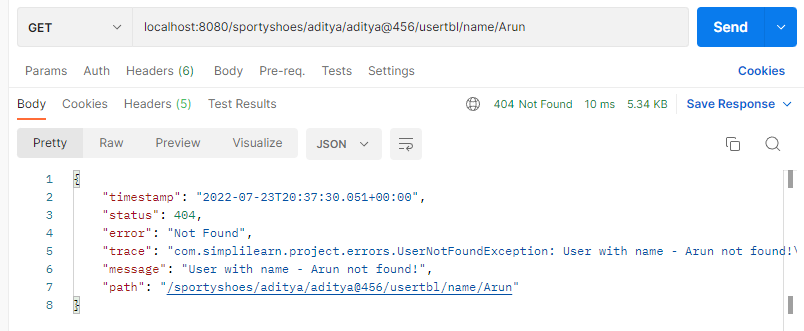 GET localhost:8080/sportyshoes/aditya/aditya@456/usertbl/name/Arun Send
Params Auth Headers (6) Body Pre-req. Tests Settings Cookies
Body Cookies Headers (5) Test Results 404 Not Found 10 ms 5.34 KB Save Response
Pretty Raw Preview Visualize JSON
1 {
2 "timestamp": "2022-07-23T20:37:30.051+00:00",
3 "status": 404,
4 "error": "Not Found",
5 "trace": "com.simplilearn.project.errors.UserNotFoundException: User with name - Arun not found!\
6 "message": "User with name - Arun not found!",
7 "path": "/sportyshoes/aditya/aditya@456/usertbl/name/Arun"
8 }